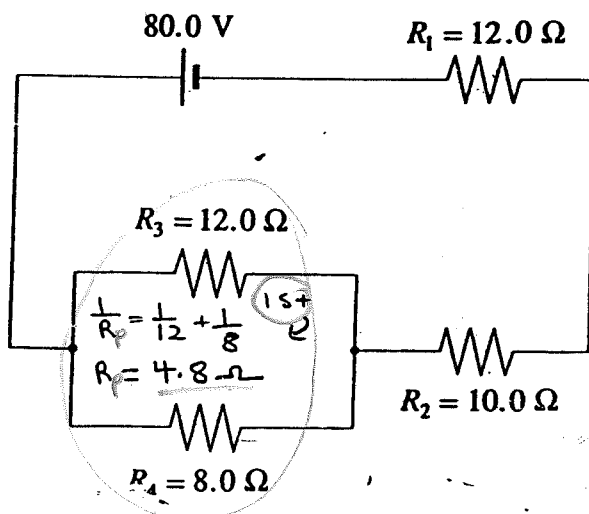 80.0 V
R₁ = 12.0 Ω
R₃ = 12.0 Ω
1st
1/Rₚ = 1/12 + 1/8
Rₚ = 4.8 Ω
R₂ = 10.0 Ω
R₄ = 8.0 Ω